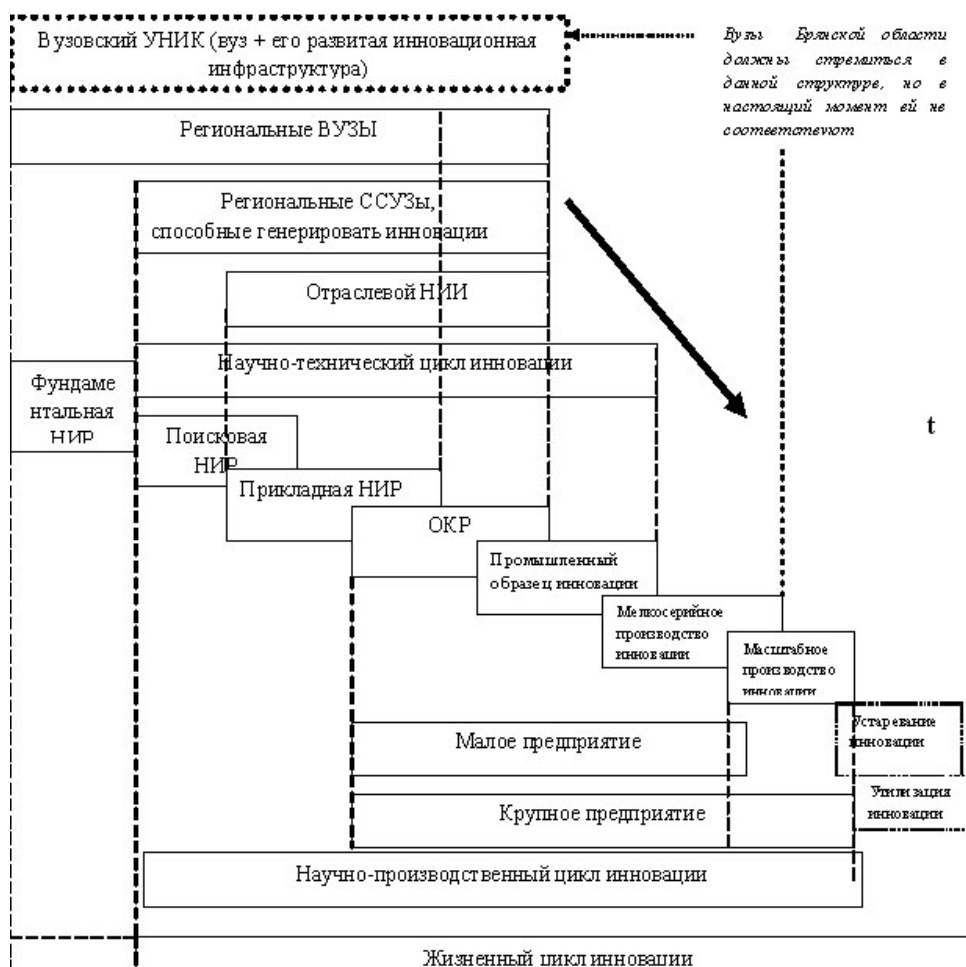 Вузовский УНИК (вуз + его развитая инновационная
инфраструктура)
Вузы Брянской области
должны стремиться в
данной структуре, но в
настоящий момент ей не
соответствуют
Региональные ВУЗЫ
Региональные ССУЗы,
способные генерировать инновации
Отраслевой НИИ
Научно-технический цикл инновации
Фундаме
нтальная
НИР
t
Поисковая
НИР
Прикладная НИР
ОКР
Промышленный
образец инновации
Мелкосерийное
производство
инновации
Масштабное
производство
инновации
Малое предприятие
Устаревание
инновации
Крупное предприятие
Утилизация
инновации
Научно-производственный цикл инновации
Жизненный цикл инновации